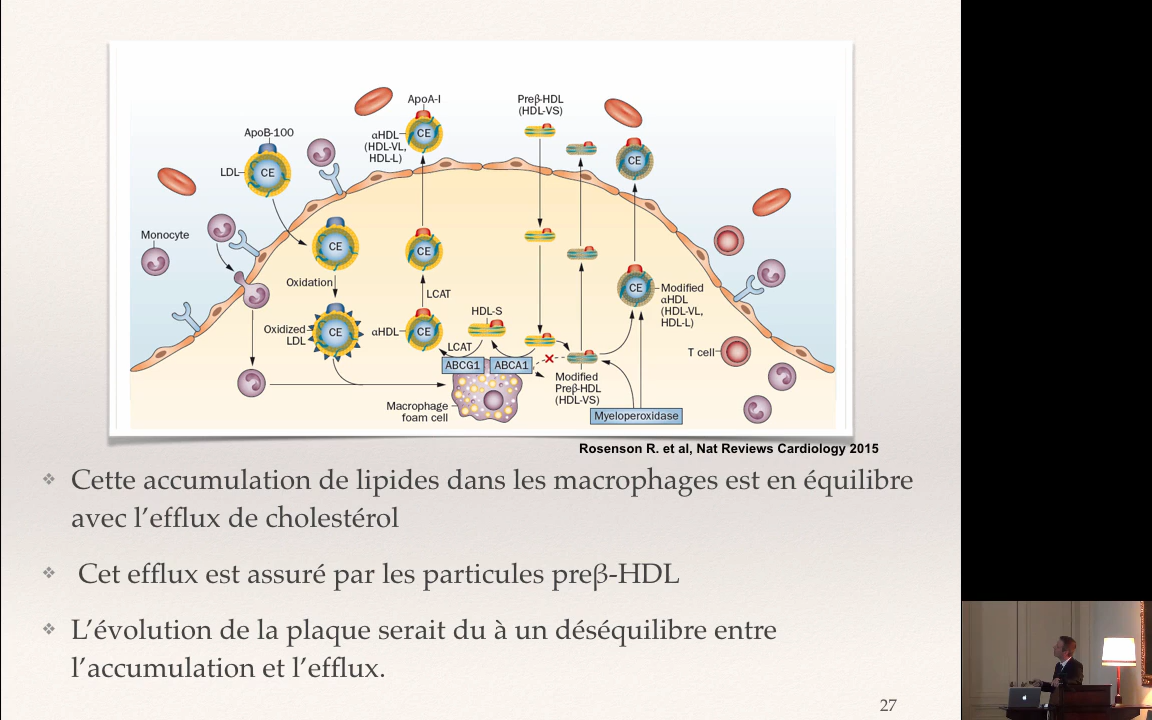 ApoA-I
Preβ-HDL
(HDL-VS)
ApoB-100
αHDL
(HDL-VL,
HDL-L)
CE
LDL
CE
CE
Monocyte
CE
CE
Oxidation
CE
Modified
αHDL
(HDL-VL,
HDL-L)
LCAT
HDL-S
Oxidized
LDL
CE
αHDL
CE
LCAT
T cell
ABCG1
ABCA1
Modified
Preβ-HDL
(HDL-VS)
Macrophage
foam cell
Myeloperoxidase
Rosenson R. et al, Nat Reviews Cardiology 2015
Cette accumulation de lipides dans les macrophages est en équilibre
avec l’efflux de cholestérol
Cet efflux est assuré par les particules preβ-HDL
L’évolution de la plaque serait du à un déséquilibre entre
l’accumulation et l’efflux.
27